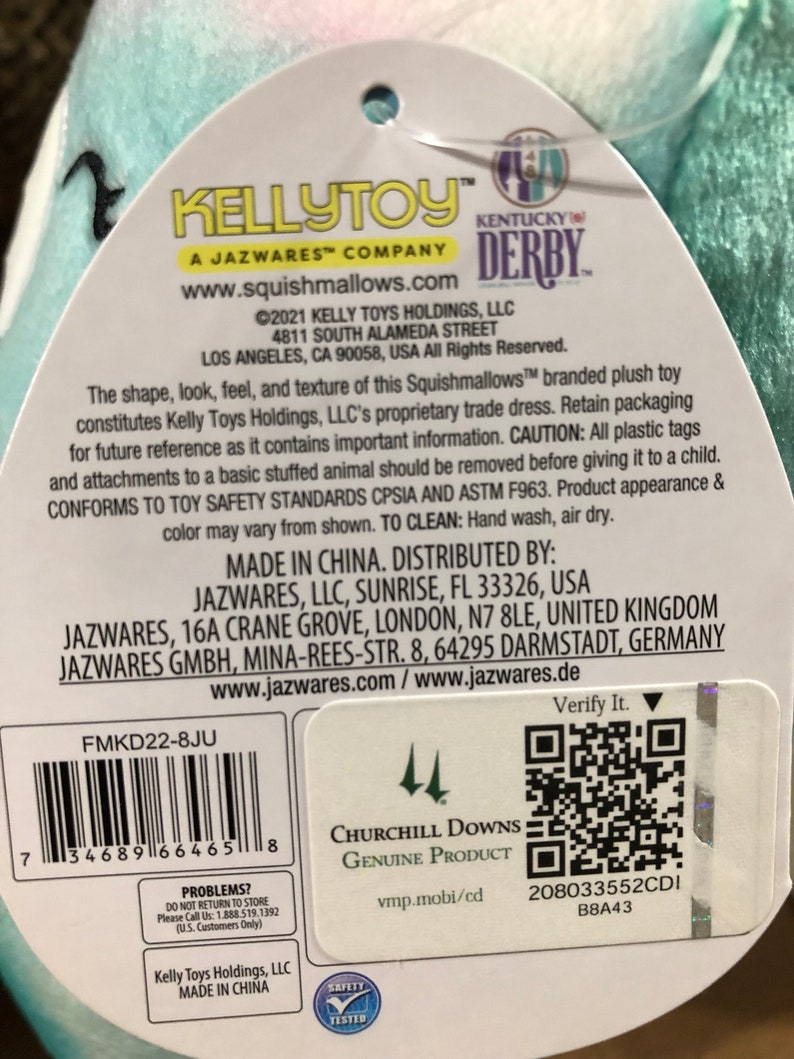 KELLYTOY™
A JAZWARES™ COMPANY
148
KENTUCKY
DERBY™
www.squishmallows.com
©2021 KELLY TOYS HOLDINGS, LLC
4811 SOUTH ALAMEDA STREET
LOS ANGELES, CA 90058, USA All Rights Reserved.
The shape, look, feel, and texture of this Squishmallows™ branded plush toy
constitutes Kelly Toys Holdings, LLC's proprietary trade dress. Retain packaging
for future reference as it contains important information. CAUTION: All plastic tags
and attachments to a basic stuffed animal should be removed before giving it to a child.
CONFORMS TO TOY SAFETY STANDARDS CPSIA AND ASTM F963. Product appearance &
color may vary from shown. TO CLEAN: Hand wash, air dry.
MADE IN CHINA. DISTRIBUTED BY:
JAZWARES, LLC, SUNRISE, FL 33326, USA
JAZWARES, 16A CRANE GROVE, LONDON, N7 8LE, UNITED KINGDOM
JAZWARES GMBH, MINA-REES-STR. 8, 64295 DARMSTADT, GERMANY
www.jazwares.com / www.jazwares.de
FMKD22-8JU
7 34689 66465 8
PROBLEMS?
DO NOT RETURN TO STORE
Please Call Us: 1.888.519.1392
(U.S. Customers Only)
Kelly Toys Holdings, LLC
MADE IN CHINA
SAFETY
TESTED
Verify It. ▼
CHURCHILL DOWNS
GENUINE PRODUCT
vmp.mobi/cd
208033552CDI
B8A43